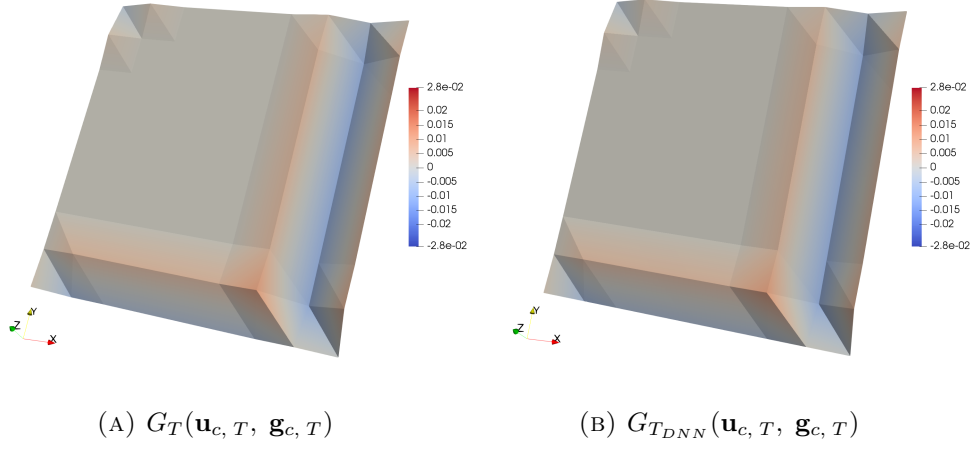 2.8e-02
0.02
0.015
0.01
0.005
0
-0.005
-0.01
-0.015
-0.02
-2.8e-02
Y
Z
X
2.8e-02
0.02
0.015
0.01
0.005
0
-0.005
-0.01
-0.015
-0.02
-2.8e-02
Y
Z
X
(A) G_T(u_{c, T}, g_{c, T})
(B) G_{T_{DNN}}(u_{c, T}, g_{c, T})